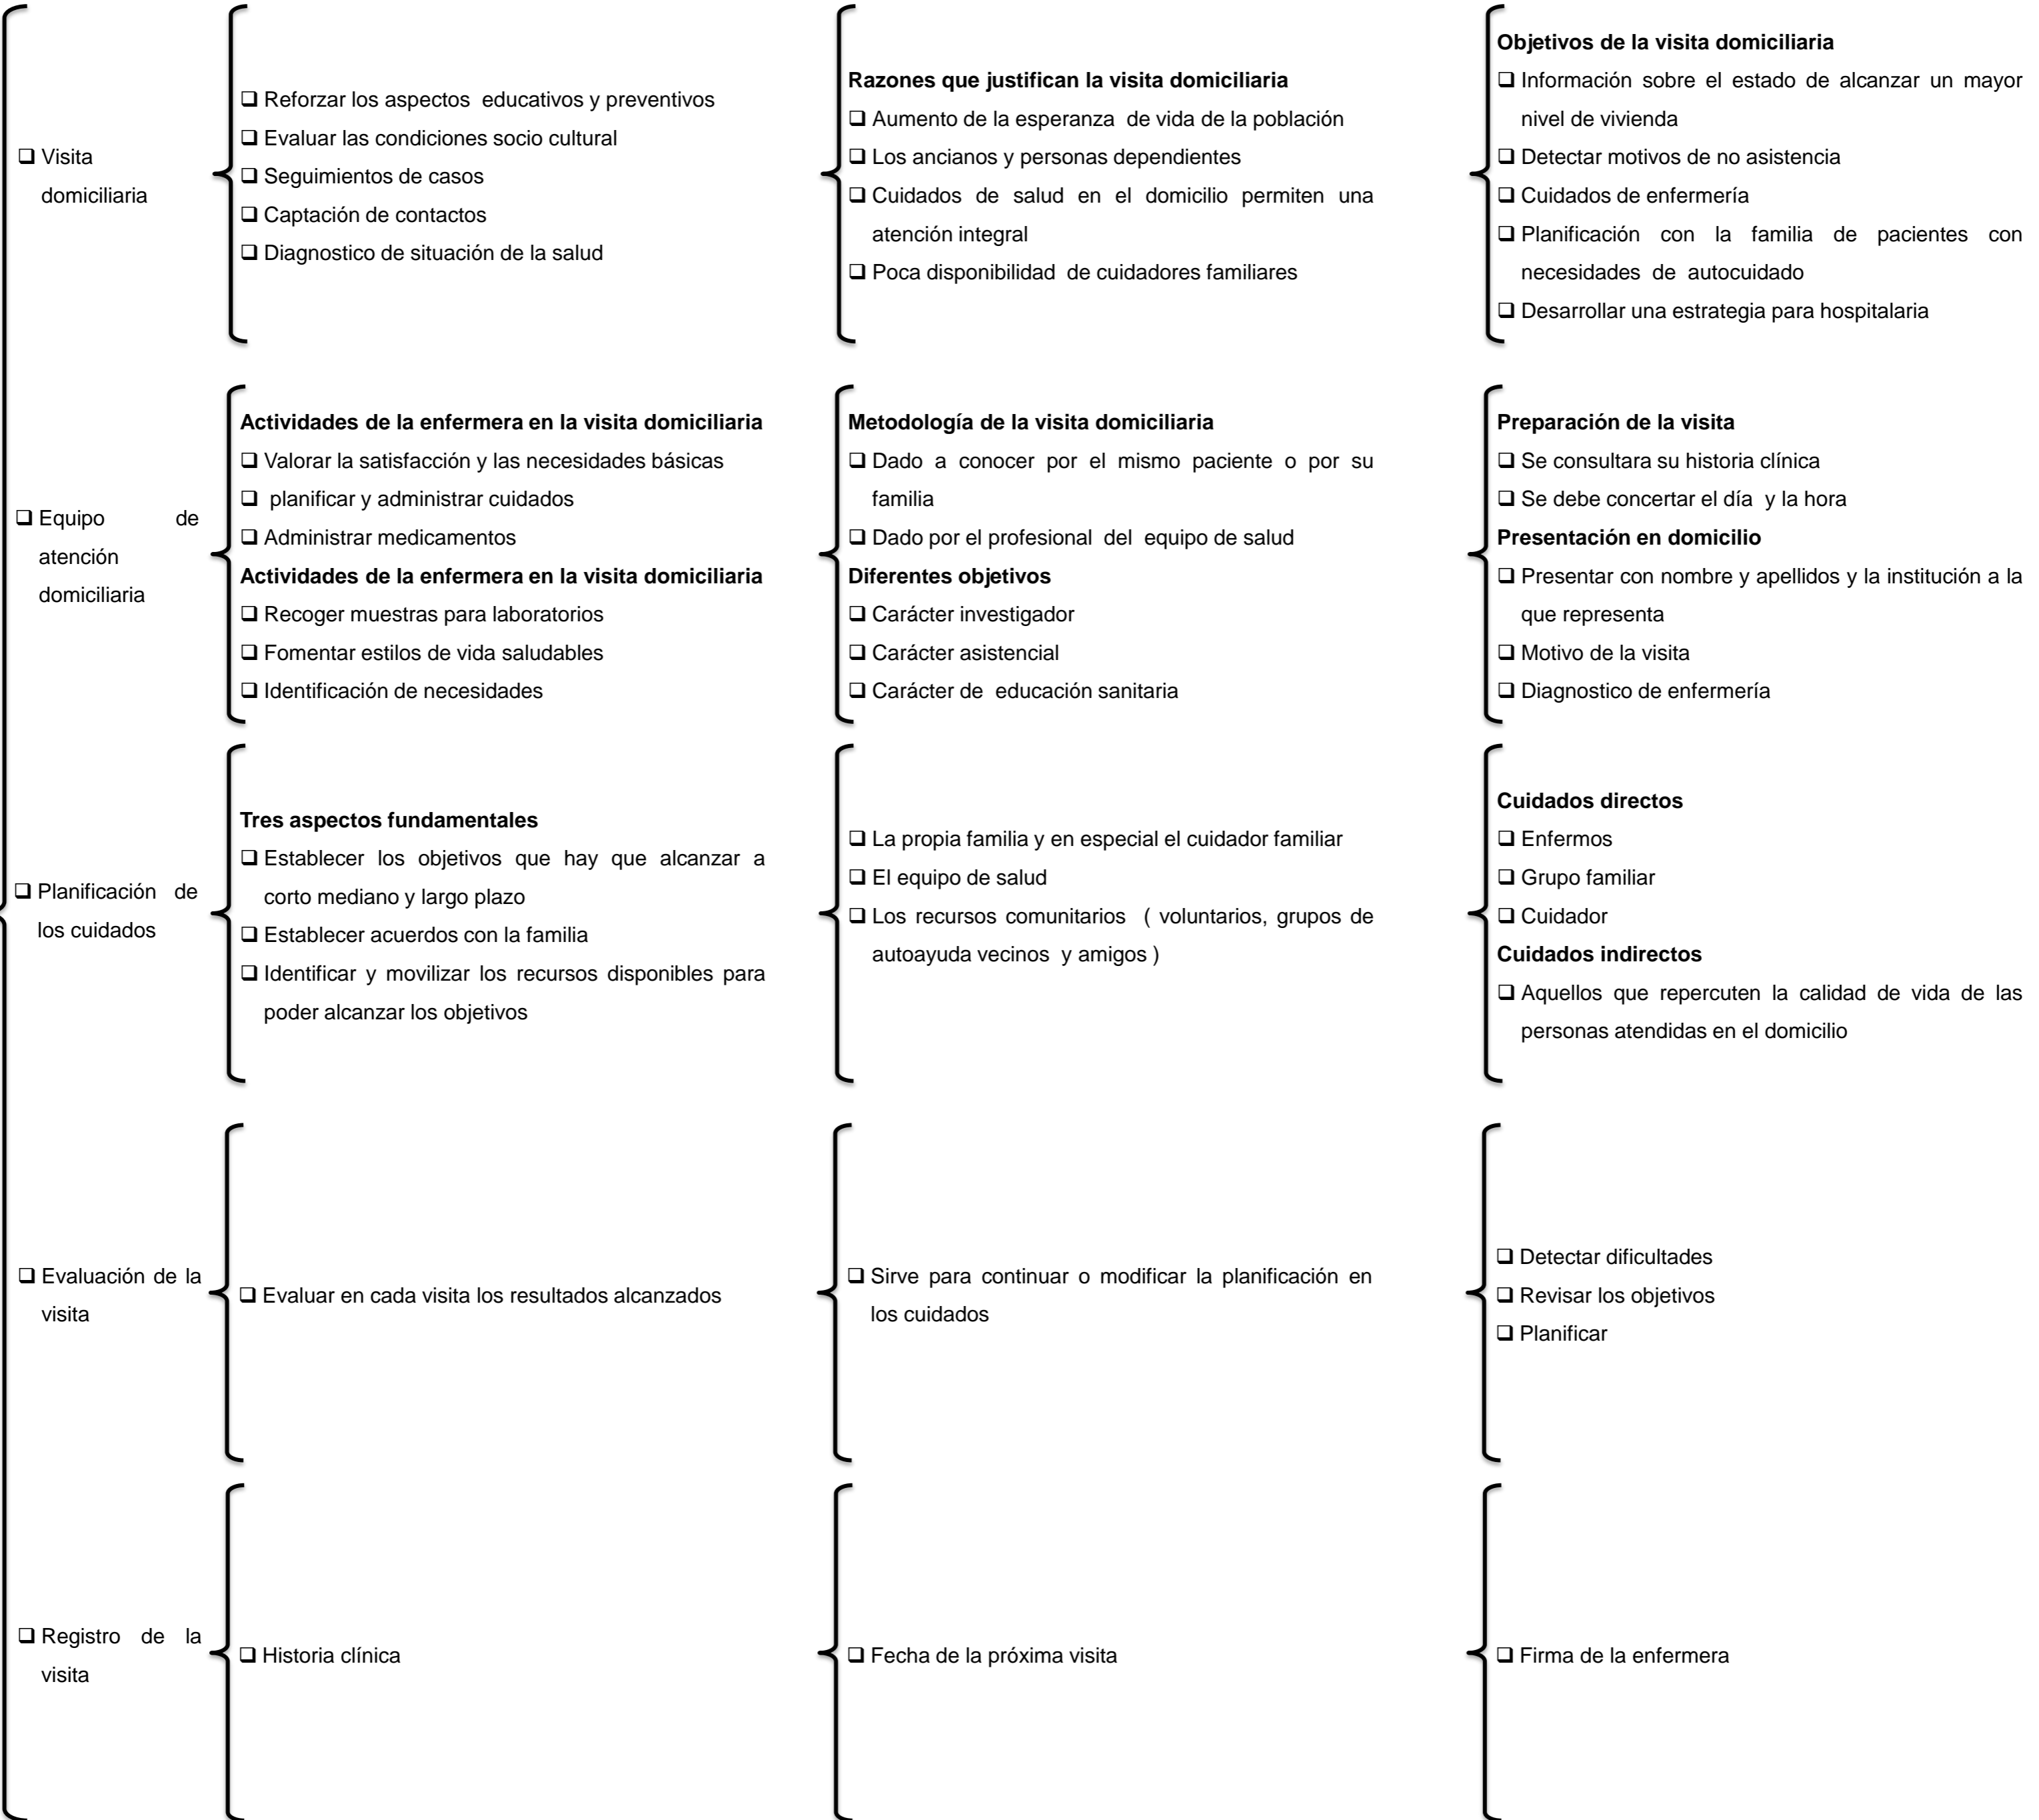 ❑ Visita
domiciliaria
❑ Reforzar los aspectos educativos y preventivos
❑ Evaluar las condiciones socio cultural
❑ Seguimientos de casos
❑ Captación de contactos
❑ Diagnostico de situación de la salud
Razones que justifican la visita domiciliaria
❑ Aumento de la esperanza de vida de la población
❑ Los ancianos y personas dependientes
❑ Cuidados de salud en el domicilio permiten una
atención integral
❑ Poca disponibilidad de cuidadores familiares
Objetivos de la visita domiciliaria
❑ Información sobre el estado de alcanzar un mayor
nivel de vivienda
❑ Detectar motivos de no asistencia
❑ Cuidados de enfermería
❑ Planificación con la familia de pacientes con
necesidades de autocuidado
❑ Desarrollar una estrategia para hospitalaria
❑ Equipo de
atención
domiciliaria
Actividades de la enfermera en la visita domiciliaria
❑ Valorar la satisfacción y las necesidades básicas
❑ planificar y administrar cuidados
❑ Administrar medicamentos
Actividades de la enfermera en la visita domiciliaria
❑ Recoger muestras para laboratorios
❑ Fomentar estilos de vida saludables
❑ Identificación de necesidades
Metodología de la visita domiciliaria
❑ Dado a conocer por el mismo paciente o por su
familia
❑ Dado por el profesional del equipo de salud
Diferentes objetivos
❑ Carácter investigador
❑ Carácter asistencial
❑ Carácter de educación sanitaria
Preparación de la visita
❑ Se consultara su historia clínica
❑ Se debe concertar el día y la hora
Presentación en domicilio
❑ Presentar con nombre y apellidos y la institución a la
que representa
❑ Motivo de la visita
❑ Diagnostico de enfermería
❑ Planificación de
los cuidados
Tres aspectos fundamentales
❑ Establecer los objetivos que hay que alcanzar a
corto mediano y largo plazo
❑ Establecer acuerdos con la familia
❑ Identificar y movilizar los recursos disponibles para
poder alcanzar los objetivos
❑ La propia familia y en especial el cuidador familiar
❑ El equipo de salud
❑ Los recursos comunitarios ( voluntarios, grupos de
autoayuda vecinos y amigos )
Cuidados directos
❑ Enfermos
❑ Grupo familiar
❑ Cuidador
Cuidados indirectos
❑ Aquellos que repercuten la calidad de vida de las
personas atendidas en el domicilio
❑ Evaluación de la
visita
❑ Evaluar en cada visita los resultados alcanzados
❑ Sirve para continuar o modificar la planificación en
los cuidados
❑ Detectar dificultades
❑ Revisar los objetivos
❑ Planificar
❑ Registro de la
visita
❑ Historia clínica
❑ Fecha de la próxima visita
❑ Firma de la enfermera